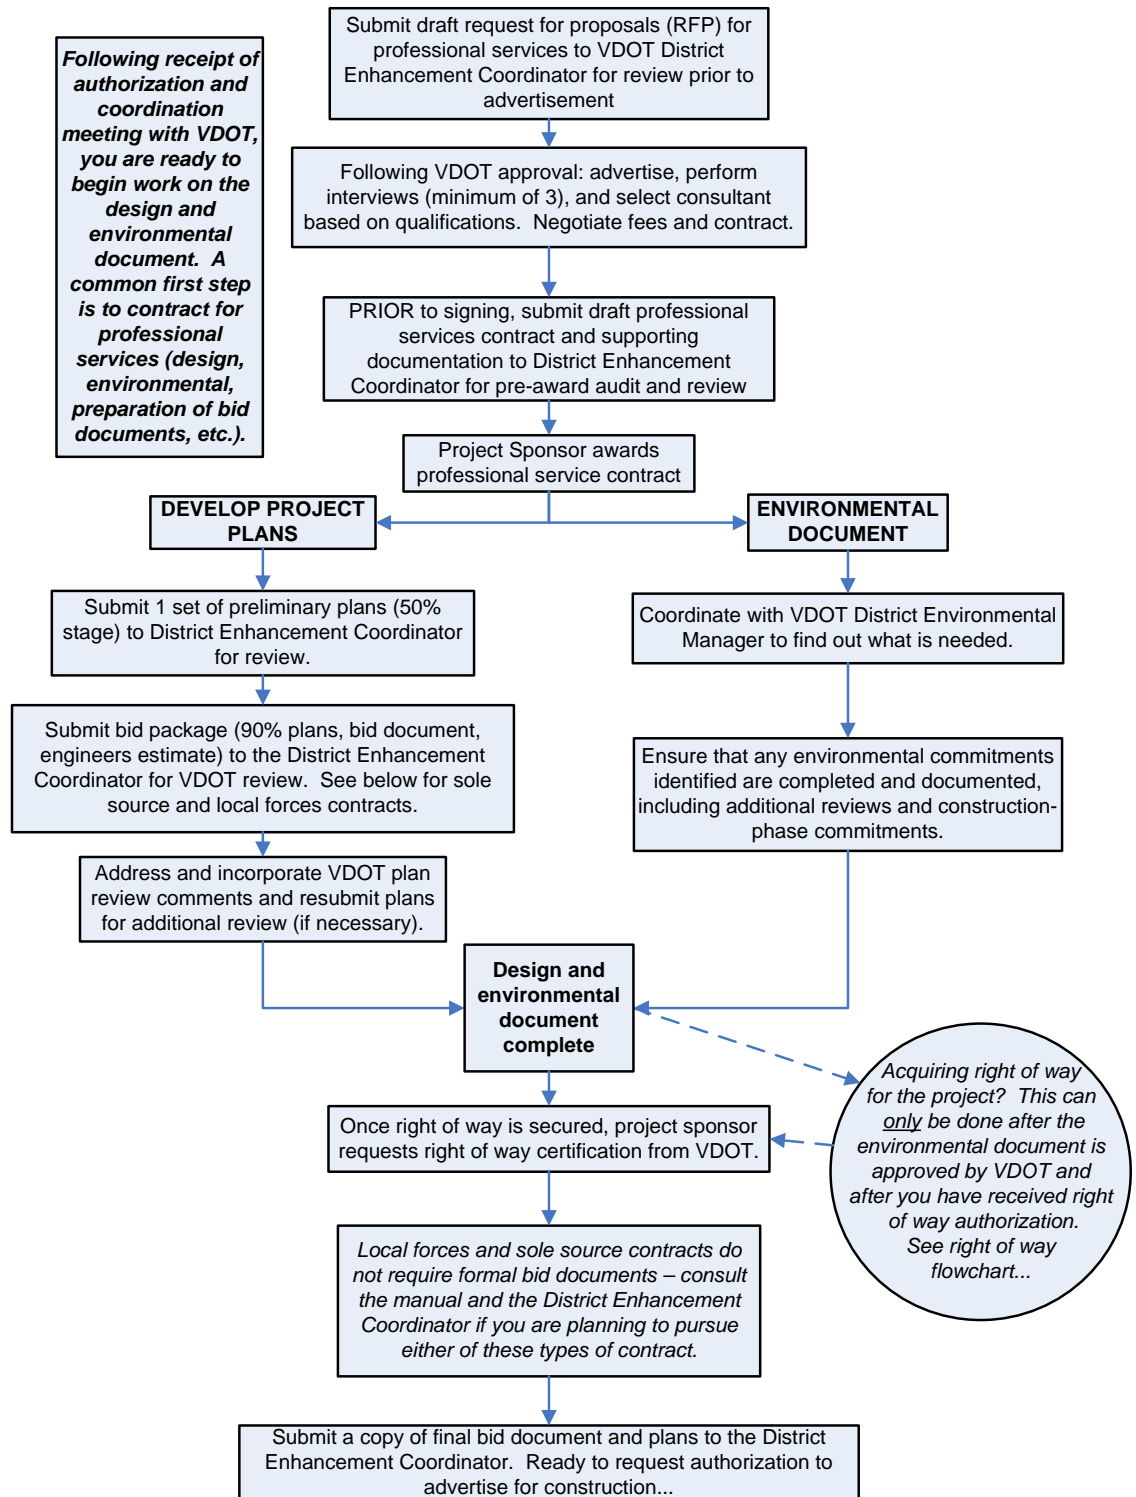 Submit draft request for proposals (RFP) for
professional services to VDOT District
Enhancement Coordinator for review prior to
advertisement
Following receipt of
authorization and
coordination
meeting with VDOT,
you are ready to
begin work on the
design and
environmental
document.  A
common first step
is to contract for
professional
services (design,
environmental,
preparation of bid
documents, etc.).
Following VDOT approval: advertise, perform
interviews (minimum of 3), and select consultant
based on qualifications.  Negotiate fees and contract.
PRIOR to signing, submit draft professional
services contract and supporting
documentation to District Enhancement
Coordinator for pre-award audit and review
Project Sponsor awards
professional service contract
DEVELOP PROJECT
PLANS
ENVIRONMENTAL
DOCUMENT
Submit 1 set of preliminary plans (50%
stage) to District Enhancement Coordinator
for review.
Coordinate with VDOT District Environmental
Manager to find out what is needed.
Submit bid package (90% plans, bid document,
engineers estimate) to the District Enhancement
Coordinator for VDOT review.  See below for sole
source and local forces contracts.
Ensure that any environmental commitments
identified are completed and documented,
including additional reviews and construction-
phase commitments.
Address and incorporate VDOT plan
review comments and resubmit plans
for additional review (if necessary).
Design and
environmental
document
complete
Acquiring right of way
for the project?  This can
only be done after the
environmental document is
approved by VDOT and
after you have received right
of way authorization.
See right of way
flowchart...
Once right of way is secured, project sponsor
requests right of way certification from VDOT.
Local forces and sole source contracts do
not require formal bid documents – consult
the manual and the District Enhancement
Coordinator if you are planning to pursue
either of these types of contract.
Submit a copy of final bid document and plans to the District
Enhancement Coordinator.  Ready to request authorization to
advertise for construction...